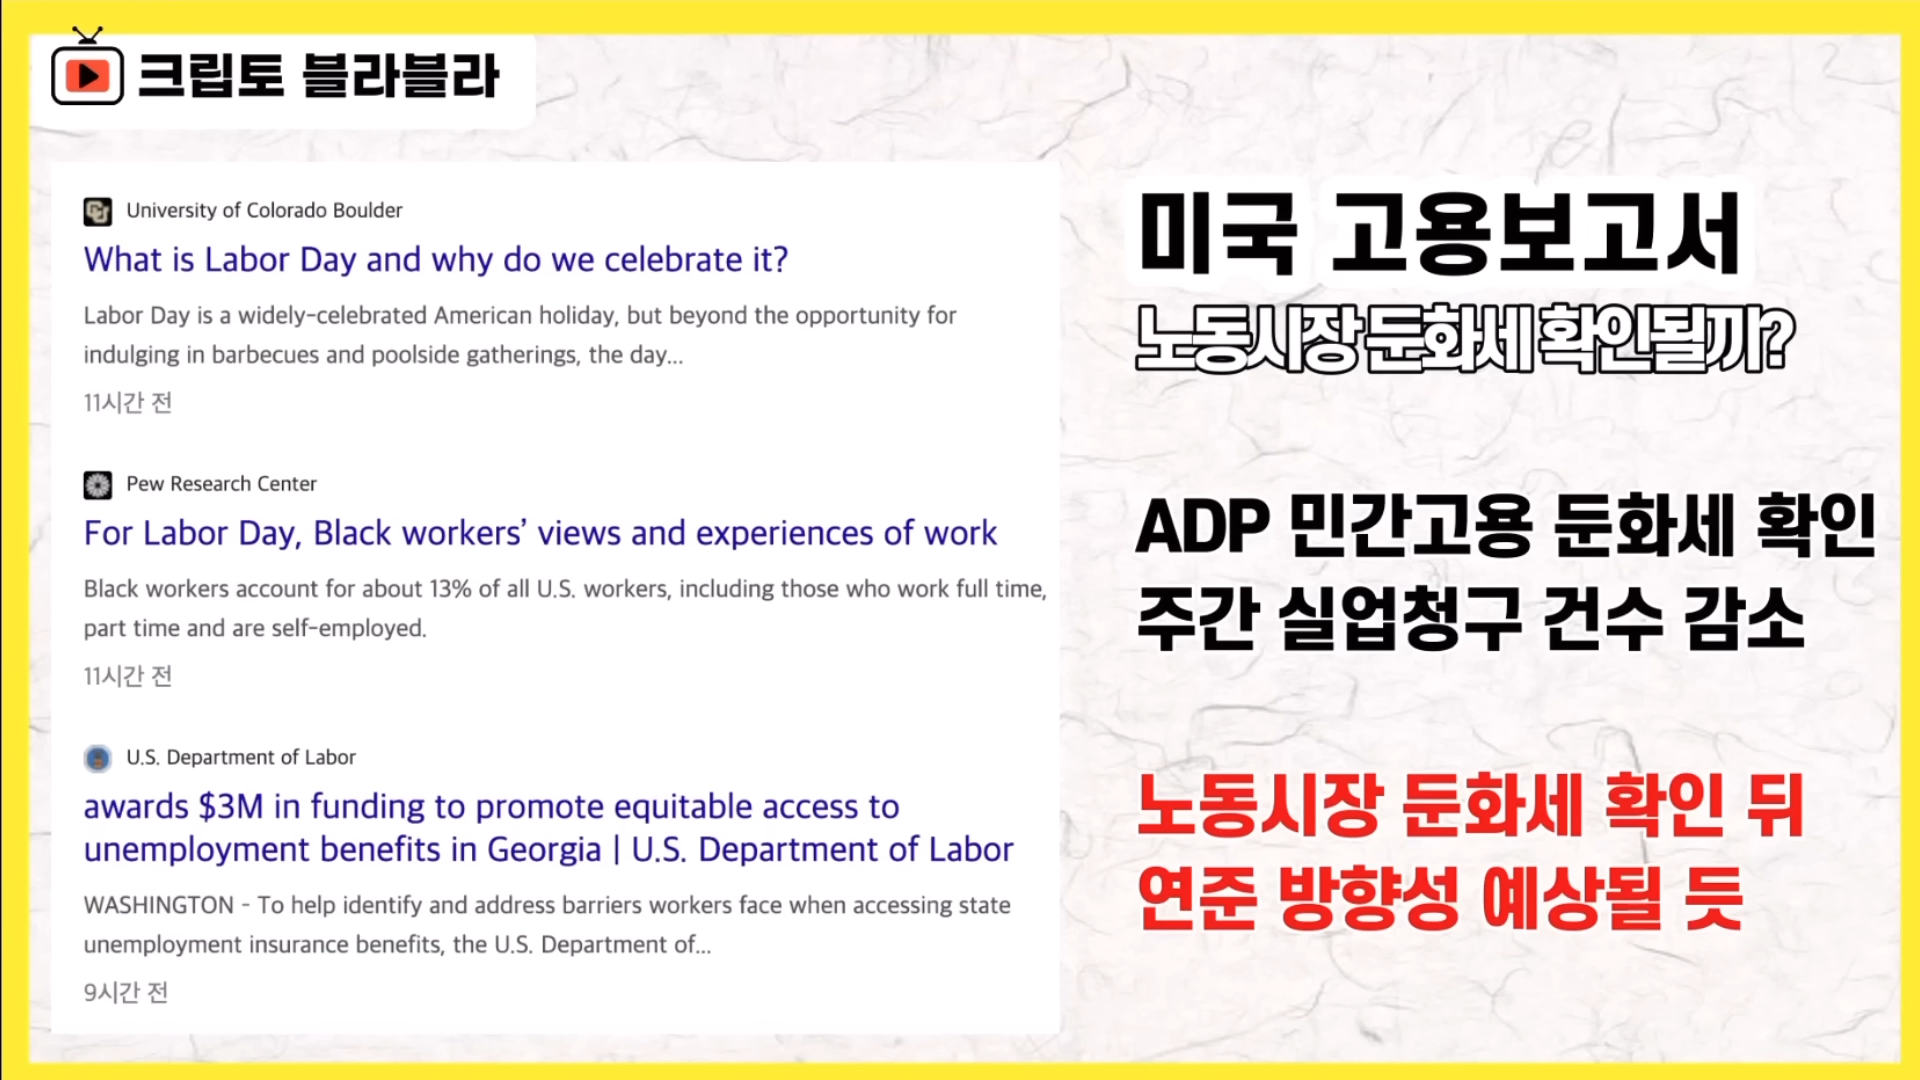 크립토 블라블라
University of Colorado Boulder
What is Labor Day and why do we celebrate it?
Labor Day is a widely-celebrated American holiday, but beyond the opportunity for
indulging in barbecues and poolside gatherings, the day...
11시간 전
Pew Research Center
For Labor Day, Black workers’ views and experiences of work
Black workers account for about 13% of all U.S. workers, including those who work full time,
part time and are self-employed.
11시간 전
U.S. Department of Labor
awards $3M in funding to promote equitable access to
unemployment benefits in Georgia | U.S. Department of Labor
WASHINGTON - To help identify and address barriers workers face when accessing state
unemployment insurance benefits, the U.S. Department of...
9시간 전
미국 고용보고서
노동시장 둔화세 확인될까?
ADP 민간고용 둔화세 확인
주간 실업청구 건수 감소
노동시장 둔화세 확인 뒤
연준 방향성 예상될 듯